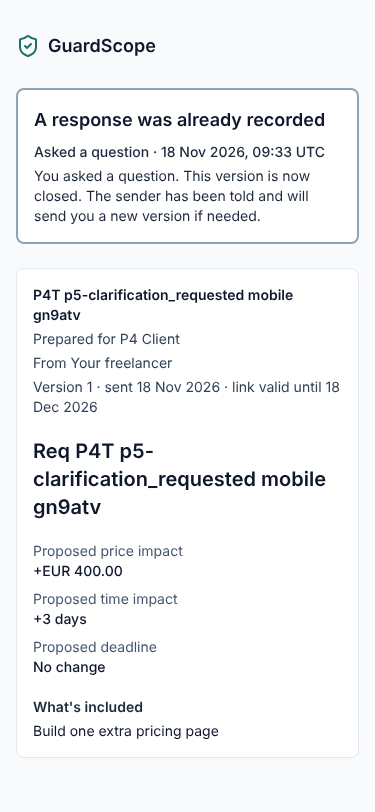 GuardScope
A response was already recorded
Asked a question · 18 Nov 2026, 09:33 UTC
You asked a question. This version is now
closed. The sender has been told and will
send you a new version if needed.
P4T p5-clarification_requested mobile
gn9atv
Prepared for P4 Client
From Your freelancer
Version 1 · sent 18 Nov 2026 · link valid until 18
Dec 2026
Req P4T p5-
clarification_requested mobile
gn9atv
Proposed price impact
+EUR 400.00
Proposed time impact
+3 days
Proposed deadline
No change
What's included
Build one extra pricing page